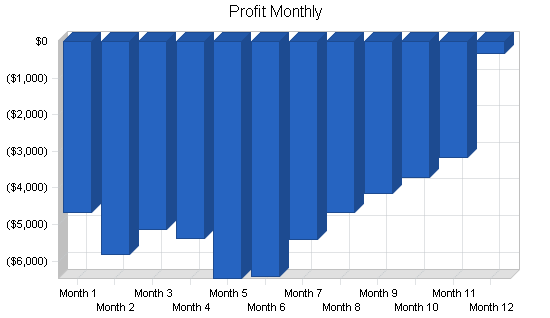 Profit Monthly
$0
($1,000)
($2,000)
($3,000)
($4,000)
($5,000)
($6,000)
Month 1 Month 3 Month 5 Month 7 Month 9 Month 11
Month 2 Month 4 Month 6 Month 8 Month 10 Month 12